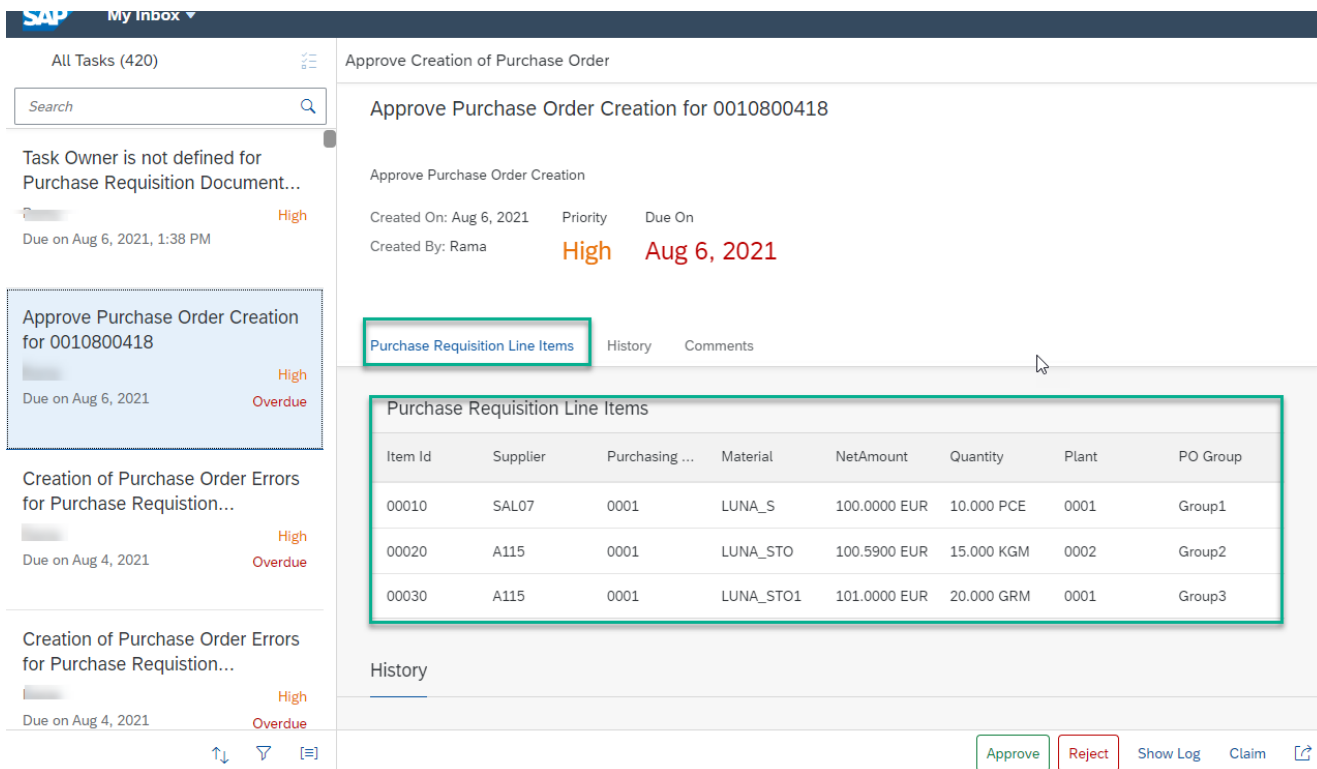 SAP My Inbox
All Tasks (420)
Search
Task Owner is not defined for
Purchase Requisition Document...
High
Due on Aug 6, 2021, 1:38 PM
Approve Purchase Order Creation
for 0010800418
High
Due on Aug 6, 2021 Overdue
Creation of Purchase Order Errors
for Purchase Requistion...
High
Due on Aug 4, 2021 Overdue
Creation of Purchase Order Errors
for Purchase Requistion...
High
Due on Aug 4, 2021 Overdue
Approve Creation of Purchase Order
Approve Purchase Order Creation for 0010800418
Approve Purchase Order Creation
Created On: Aug 6, 2021 Priority Due On
Created By: Rama High Aug 6, 2021
Purchase Requisition Line Items History Comments
Purchase Requisition Line Items
Item Id Supplier Purchasing ... Material NetAmount Quantity Plant PO Group
00010 SAL07 0001 LUNA_S 100.0000 EUR 10.000 PCE 0001 Group1
00020 A115 0001 LUNA_STO 100.5900 EUR 15.000 KGM 0002 Group2
00030 A115 0001 LUNA_STO1 101.0000 EUR 20.000 GRM 0001 Group3
History
Approve Reject Show Log Claim